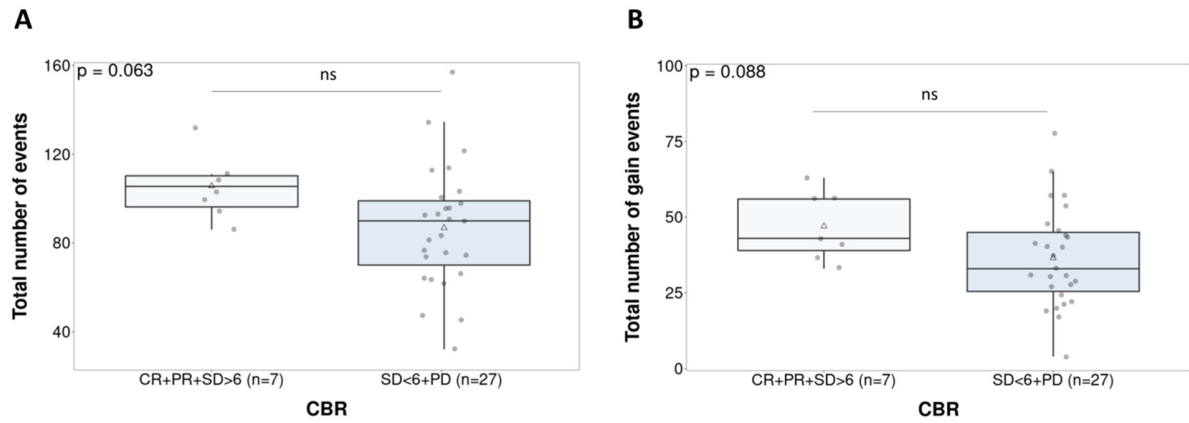 A
p = 0.063
ns
160
120
80
40
Total number of events
CR+PR+SD>6 (n=7)
SD<6+PD (n=27)
CBR
B
p = 0.088
ns
100
75
50
25
0
Total number of gain events
CR+PR+SD>6 (n=7)
SD<6+PD (n=27)
CBR